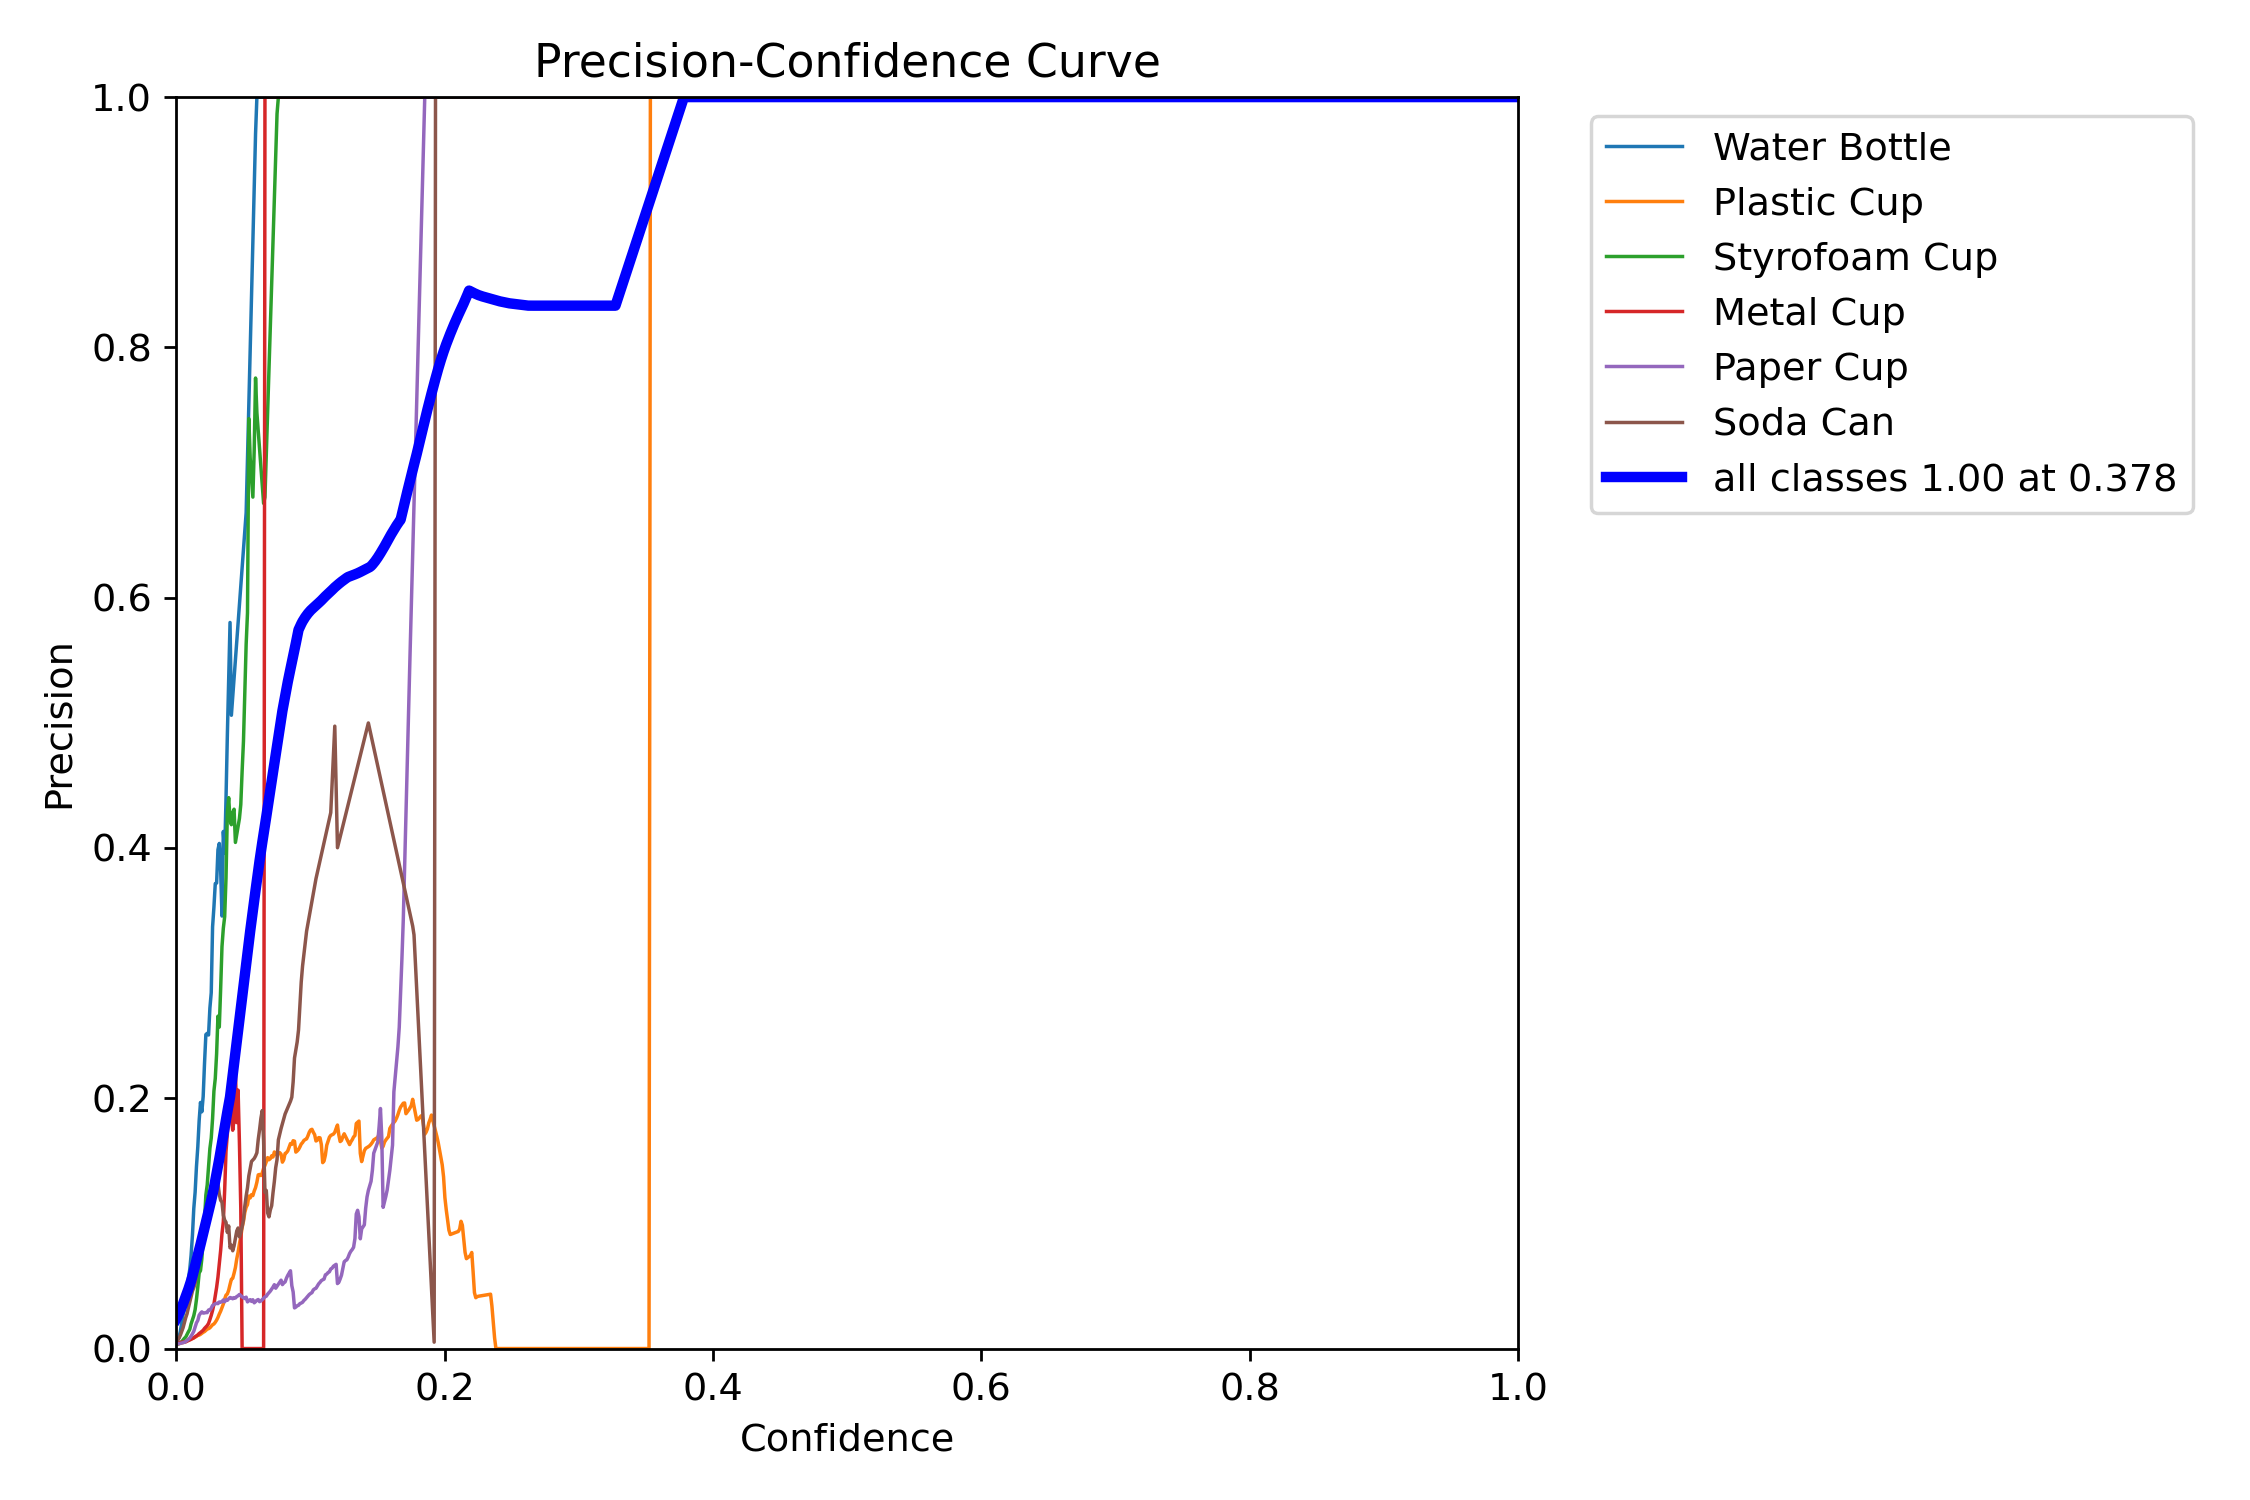 Precision-Confidence Curve
1.0
0.8
0.6
0.4
0.2
0.0
Precision
0.0 0.2 0.4 0.6 0.8 1.0
Confidence
Water Bottle
Plastic Cup
Styrofoam Cup
Metal Cup
Paper Cup
Soda Can
all classes 1.00 at 0.378